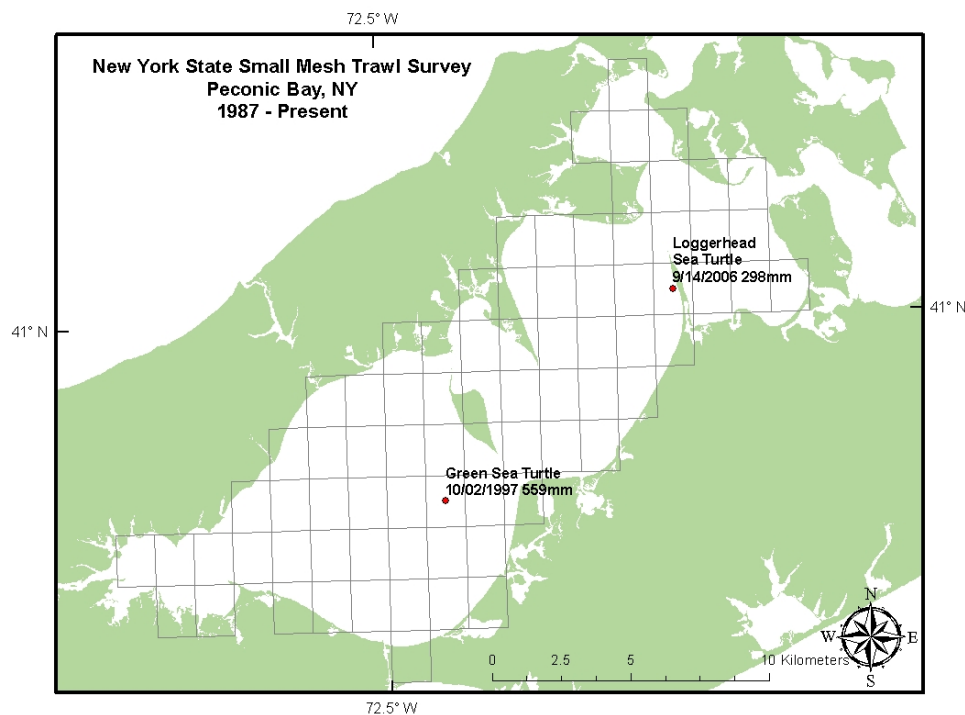 72.5° W
New York State Small Mesh Trawl Survey
Peconic Bay, NY
1987 - Present
Loggerhead
Sea Turtle
9/14/2006 298mm
41° N
41° N
Green Sea Turtle
10/02/1997 559mm
N
W
E
S
0 2.5 5 10 Kilometers
72.5° W